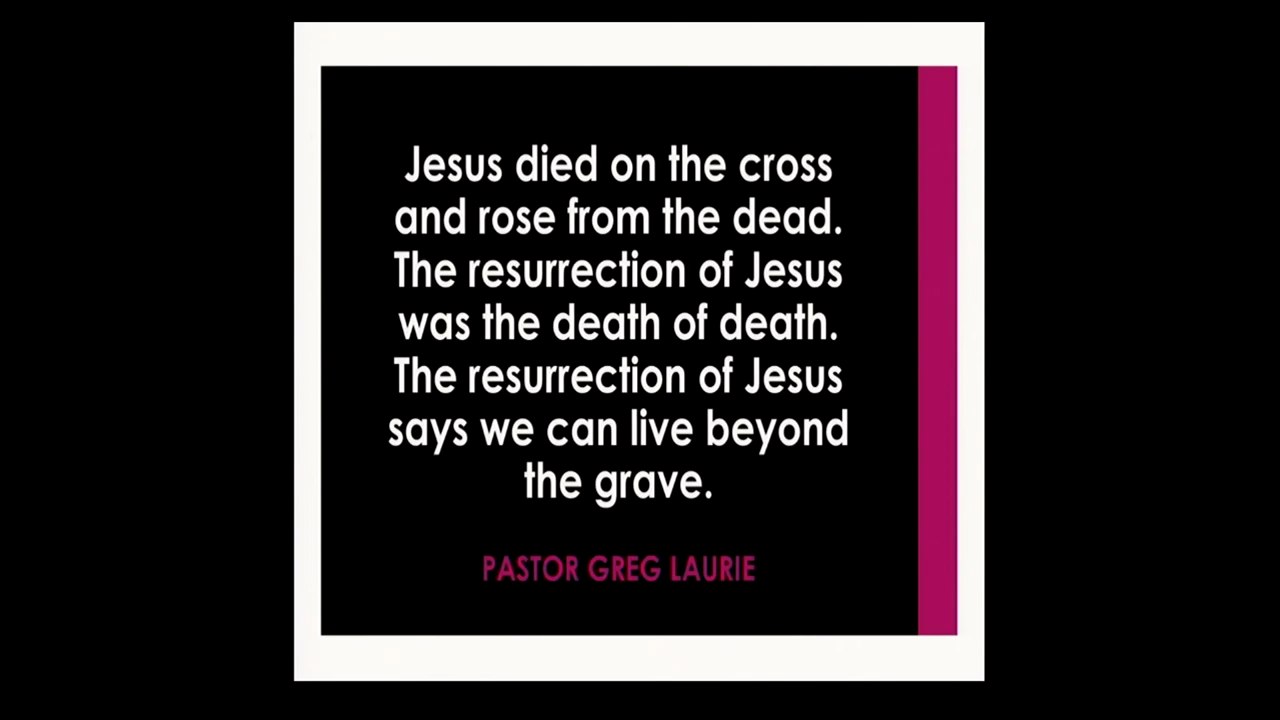 Jesus died on the cross
and rose from the dead.
The resurrection of Jesus
was the death of death.
The resurrection of Jesus
says we can live beyond
the grave.
PASTOR GREG LAURIE